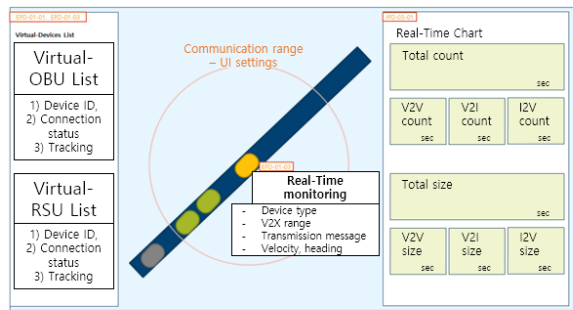 EPD-01-01, EPD-01-03
Virtual-Devices List
Virtual-
OBU List
1) Device ID,
2) Connection
status
3) Tracking
Virtual-
RSU List
1) Device ID,
2) Connection
status
3) Tracking
Communication range
– UI settings
EPD-01-03
Real-Time
monitoring
- Device type
- V2X range
- Transmission message
- Velocity, heading
Real-Time Chart
Total count
sec
V2V
count
sec
V2I
count
sec
I2V
count
sec
Total size
sec
V2V
size
sec
V2I
size
sec
I2V
size
sec